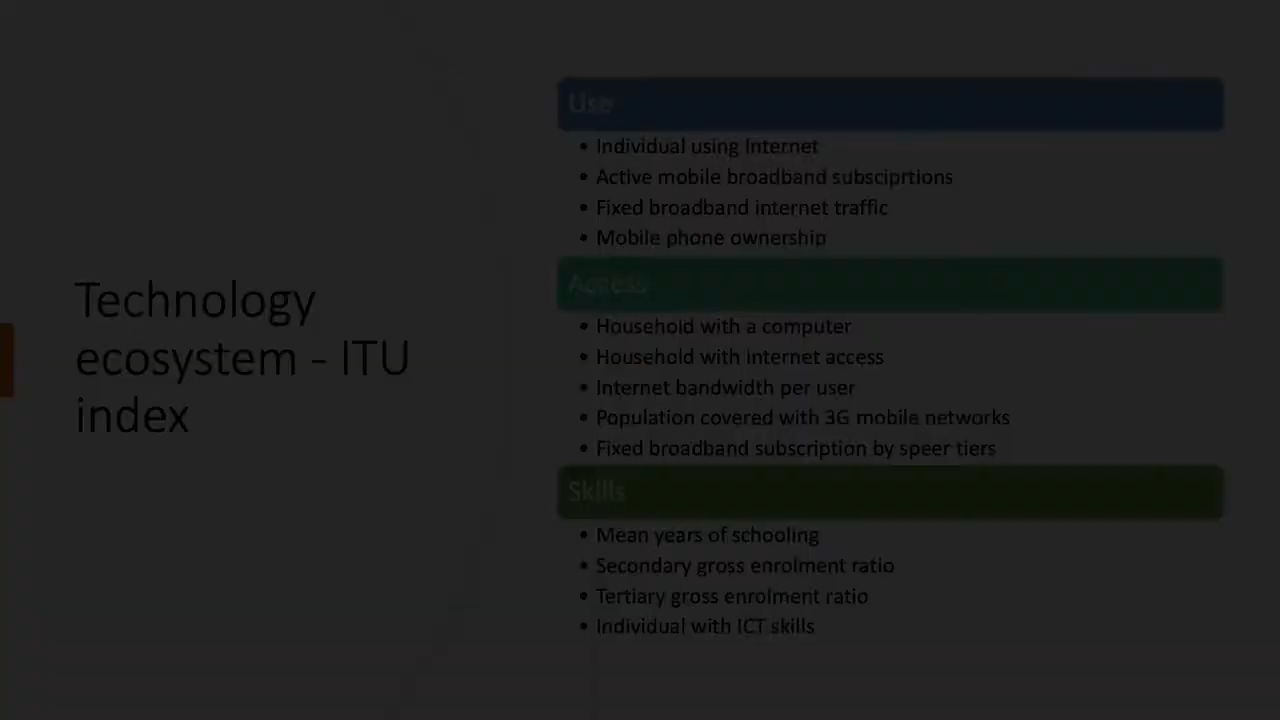 Technology
ecosystem - ITU
index
Use
• Individual using Internet
• Active mobile broadband subsciprtions
• Fixed broadband internet traffic
• Mobile phone ownership
Access
• Household with a computer
• Household with internet access
• Internet bandwidth per user
• Population covered with 3G mobile networks
• Fixed broadband subscription by speer tiers
Skills
• Mean years of schooling
• Secondary gross enrolment ratio
• Tertiary gross enrolment ratio
• Individual with ICT skills